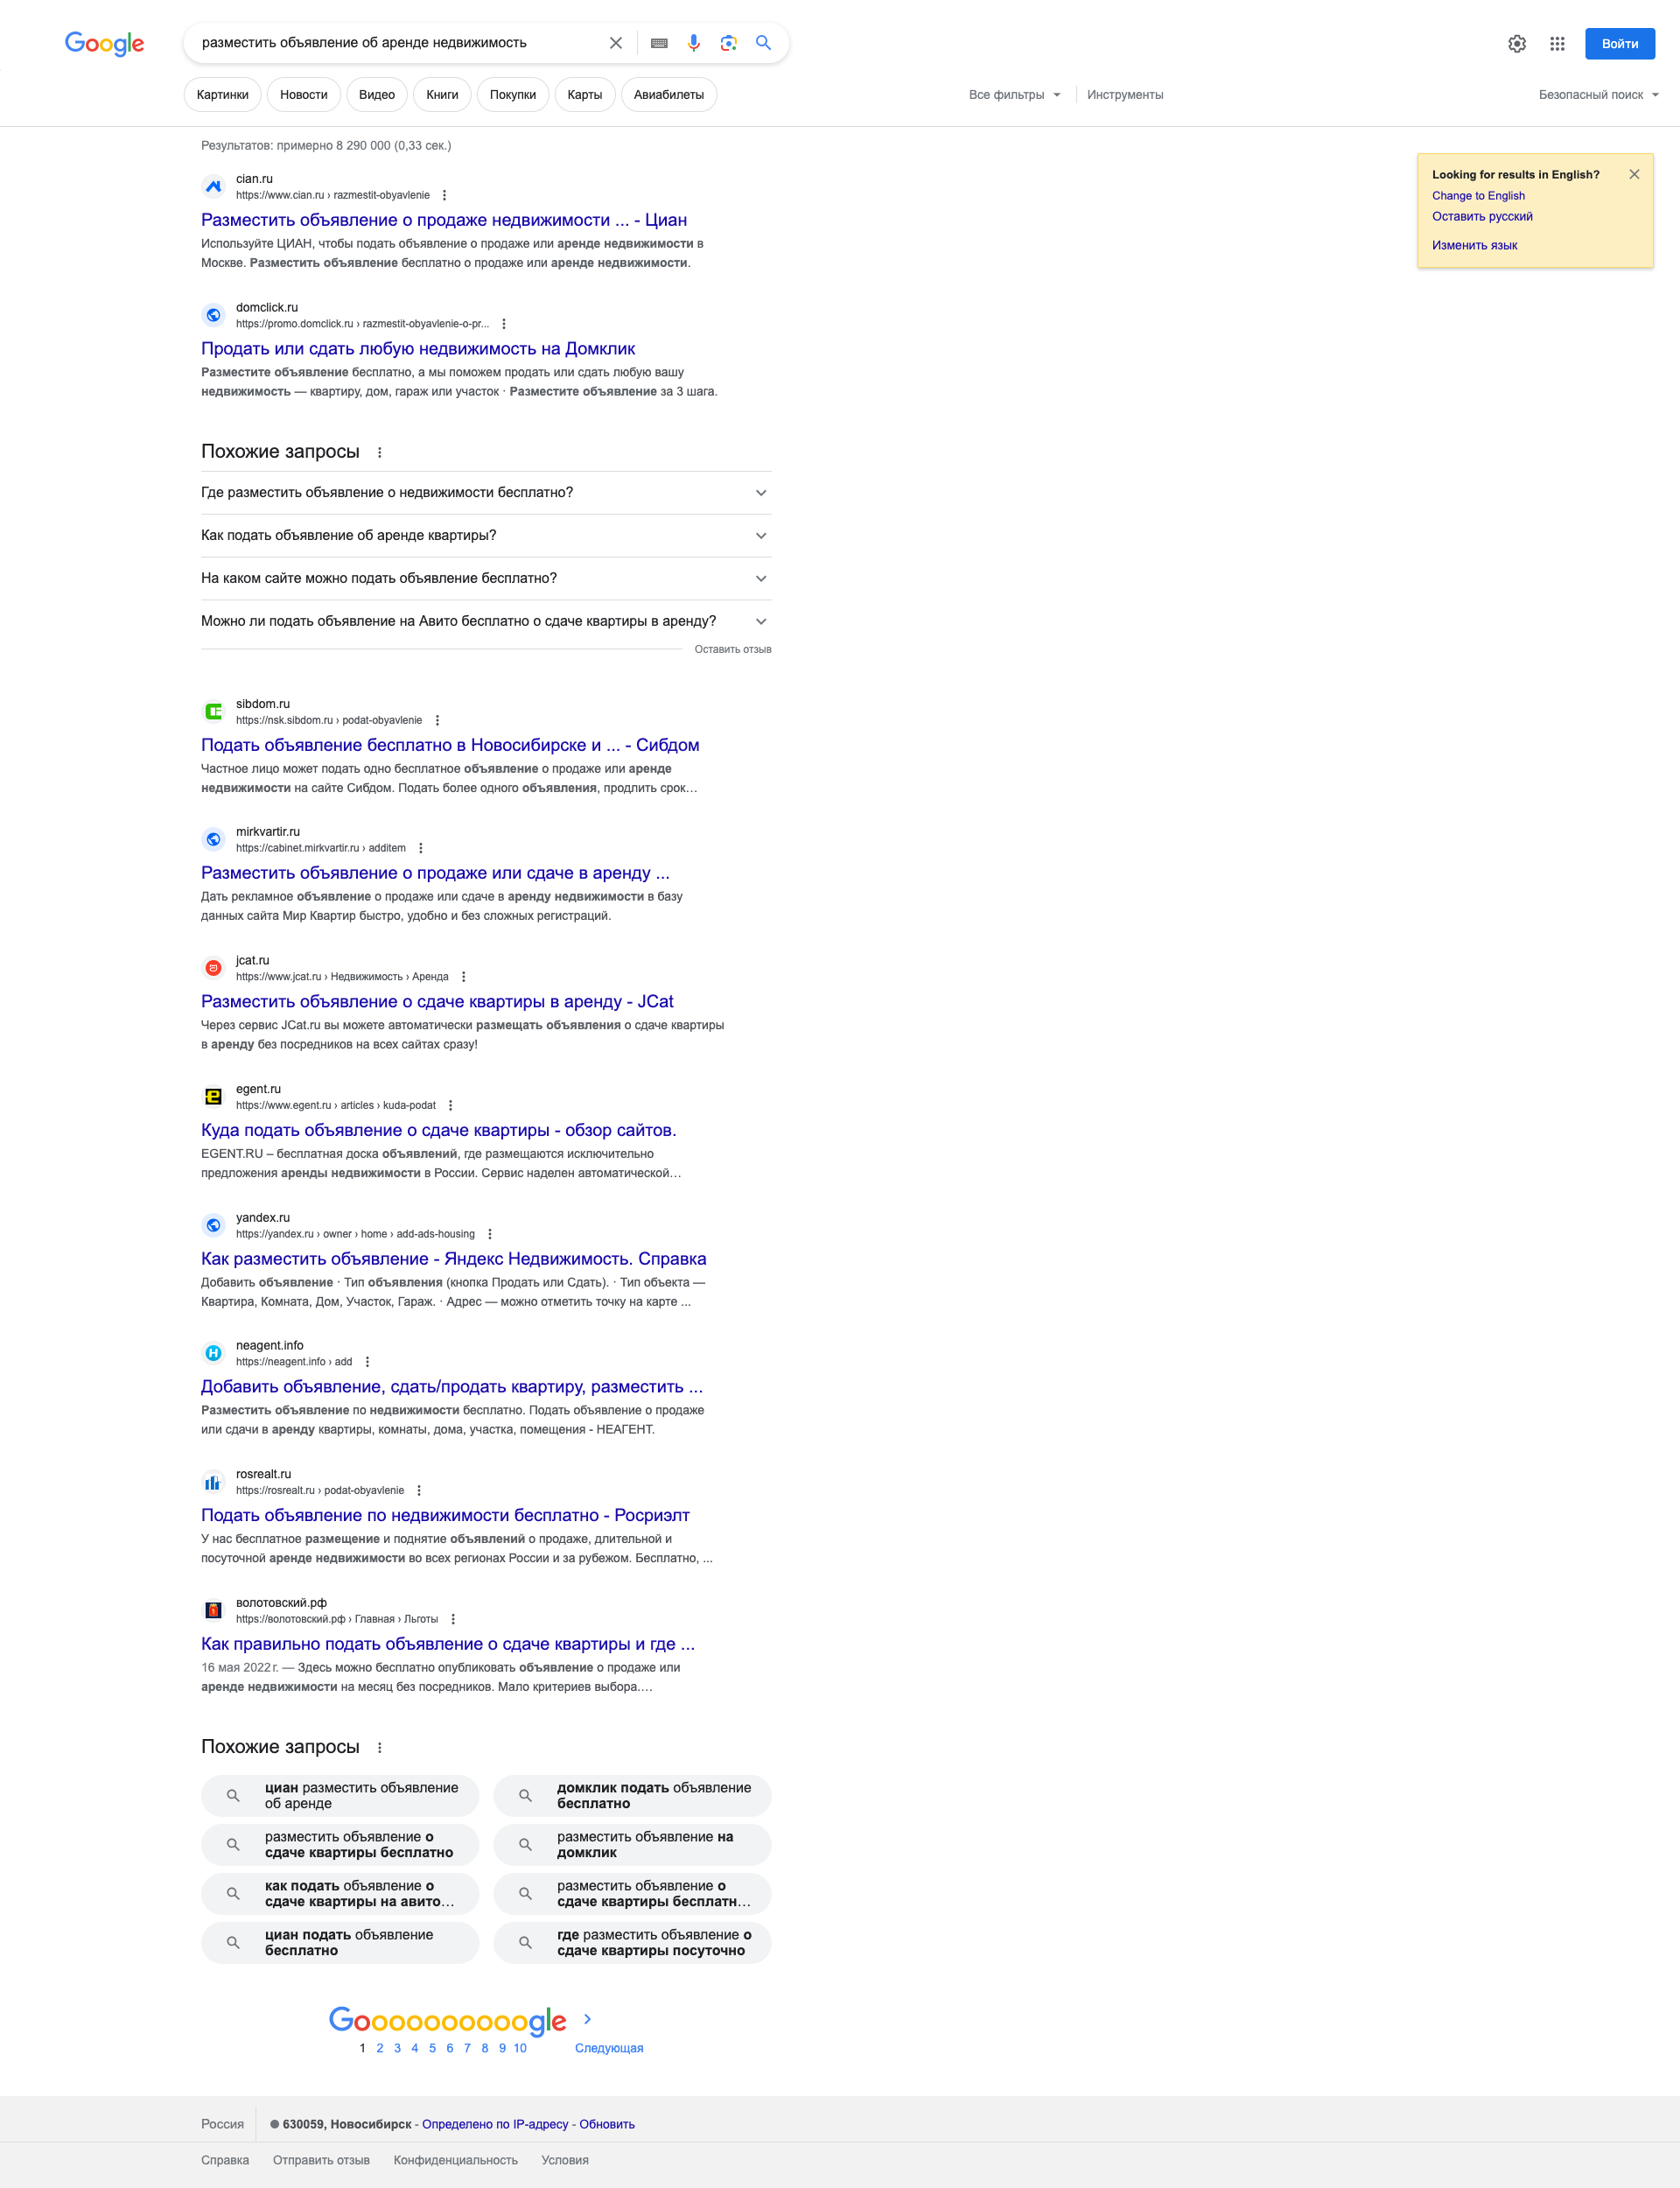 Google
разместить объявление об аренде недвижимость
Войти
Картинки
Новости
Видео
Книги
Покупки
Карты
Авиабилеты
Все фильтры
Инструменты
Безопасный поиск
Результатов: примерно 8 290 000 (0,33 сек.)
Looking for results in English?
Change to English
Оставить русский
Изменить язык
cian.ru
https://www.cian.ru › razmestit-obyavlenie
Разместить объявление о продаже недвижимости ... - Циан
Используйте ЦИАН, чтобы подать объявление о продаже или аренде недвижимости в
Москве. Разместить объявление бесплатно о продаже или аренде недвижимости.
domclick.ru
https://promo.domclick.ru › razmestit-obyavlenie-o-pr...
Продать или сдать любую недвижимость на Домклик
Разместите объявление бесплатно, а мы поможем продать или сдать любую вашу
недвижимость — квартиру, дом, гараж или участок · Разместите объявление за 3 шага.
Похожие запросы
Где разместить объявление о недвижимости бесплатно?
Как подать объявление об аренде квартиры?
На каком сайте можно подать объявление бесплатно?
Можно ли подать объявление на Авито бесплатно о сдаче квартиры в аренду?
Оставить отзыв
sibdom.ru
https://nsk.sibdom.ru › podat-obyavlenie
Подать объявление бесплатно в Новосибирске и ... - Сибдом
Частное лицо может подать одно бесплатное объявление о продаже или аренде
недвижимости на сайте Сибдом. Подать более одного объявления, продлить срок…
mirkvartir.ru
https://cabinet.mirkvartir.ru › additem
Разместить объявление о продаже или сдаче в аренду ...
Дать рекламное объявление о продаже или сдаче в аренду недвижимости в базу
данных сайта Мир Квартир быстро, удобно и без сложных регистраций.
jcat.ru
https://www.jcat.ru › Недвижимость › Аренда
Разместить объявление о сдаче квартиры в аренду - JCat
Через сервис JCat.ru вы можете автоматически размещать объявления о сдаче квартиры
в аренду без посредников на всех сайтах сразу!
egent.ru
https://www.egent.ru › articles › kuda-podat
Куда подать объявление о сдаче квартиры - обзор сайтов.
EGENT.RU – бесплатная доска объявлений, где размещаются исключительно
предложения аренды недвижимости в России. Сервис наделен автоматической…
yandex.ru
https://yandex.ru › owner › home › add-ads-housing
Как разместить объявление - Яндекс Недвижимость. Справка
Добавить объявление · Тип объявления (кнопка Продать или Сдать). · Тип объекта —
Квартира, Комната, Дом, Участок, Гараж. · Адрес — можно отметить точку на карте ...
neagent.info
https://neagent.info › add
Добавить объявление, сдать/продать квартиру, разместить ...
Разместить объявление по недвижимости бесплатно. Подать объявление о продаже
или сдачи в аренду квартиры, комнаты, дома, участка, помещения - НЕАГЕНТ.
rosrealt.ru
https://rosrealt.ru › podat-obyavlenie
Подать объявление по недвижимости бесплатно - Росриэлт
У нас бесплатное размещение и поднятие объявлений о продаже, длительной и
посуточной аренде недвижимости во всех регионах России и за рубежом. Бесплатно, ...
волотовский.рф
https://волотовский.рф › Главная › Льготы
Как правильно подать объявление о сдаче квартиры и где ...
16 мая 2022 г. — Здесь можно бесплатно опубликовать объявление о продаже или
аренде недвижимости на месяц без посредников. Мало критериев выбора.…
Похожие запросы
циан разместить объявление
об аренде
домклик подать объявление
бесплатно
разместить объявление о
сдаче квартиры бесплатно
разместить объявление на
домклик
как подать объявление о
сдаче квартиры на авито…
разместить объявление о
сдаче квартиры бесплатн…
циан подать объявление
бесплатно
где разместить объявление о
сдаче квартиры посуточно
Goooooooooogle
1 2 3 4 5 6 7 8 9 10 Следующая
Россия
630059, Новосибирск - Определено по IP-адресу - Обновить
Справка
Отправить отзыв
Конфиденциальность
Условия